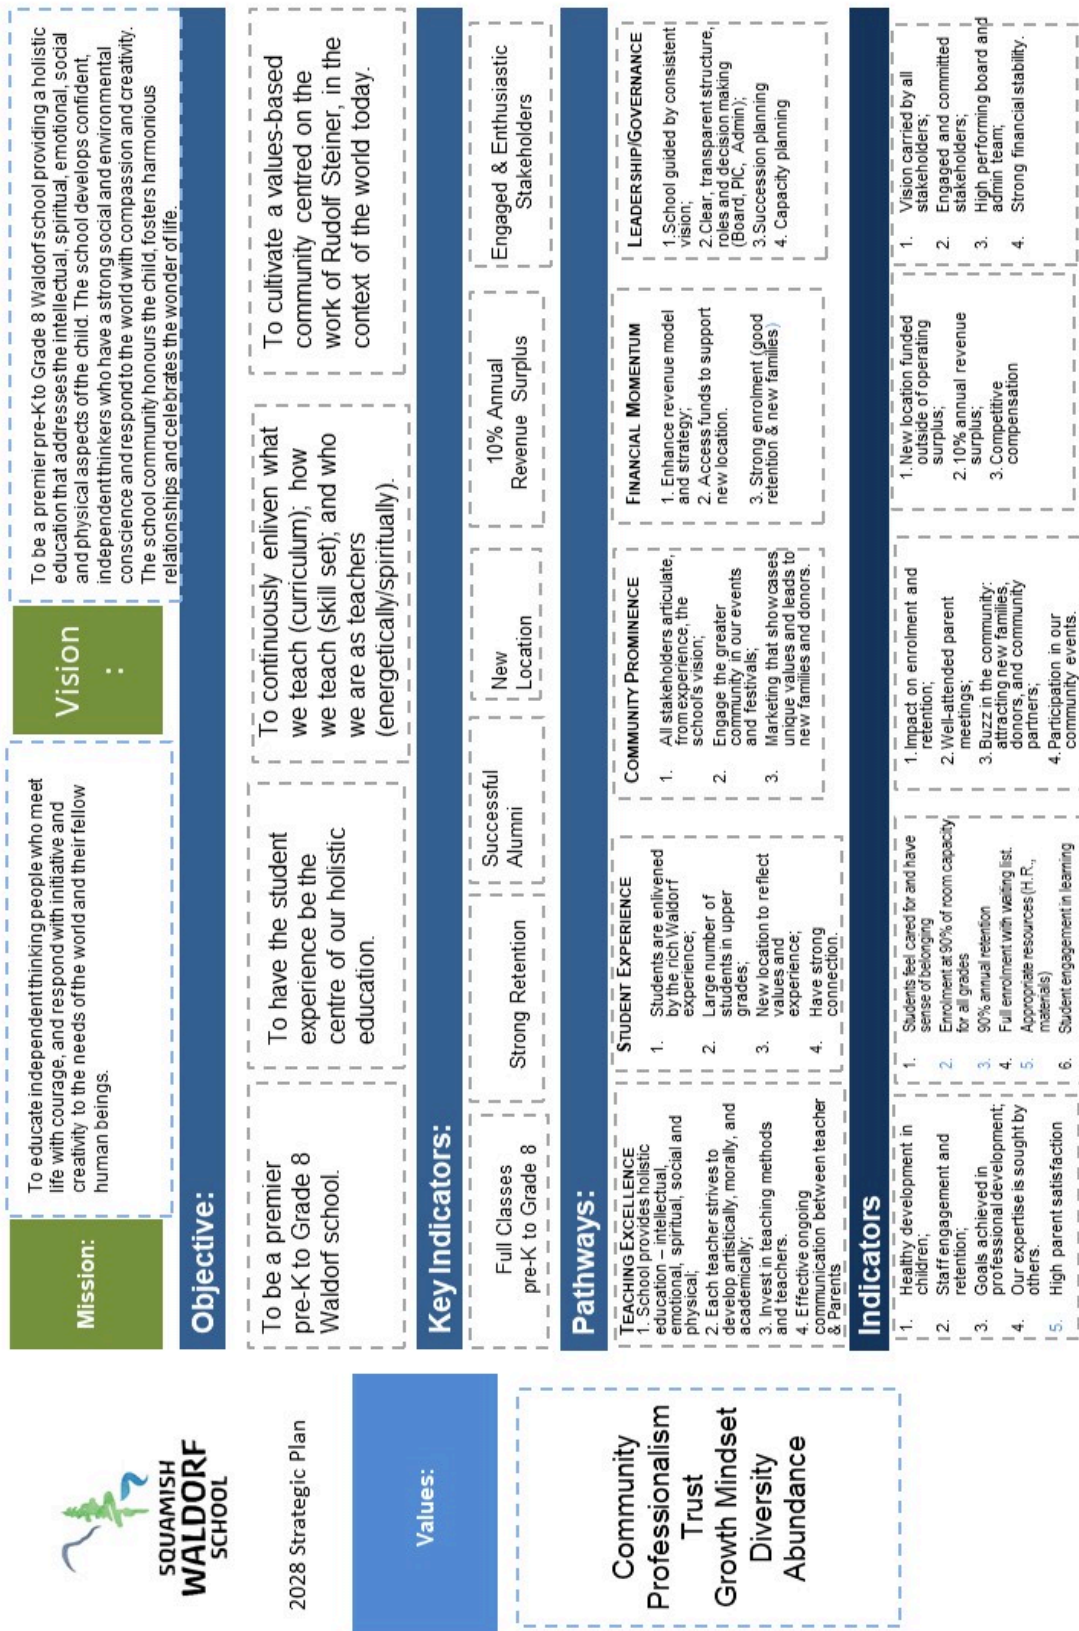 SQUAMISH
WALDORF
SCHOOL
2028 Strategic Plan
Values:
Community
Professionalism
Trust
Growth Mindset
Diversity
Abundance
Mission:
To educate independent thinking people who meet
life with courage, and respond with initiative and
creativity to the needs of the world and their fellow
human beings.
Vision
:
To be a premier pre-K to Grade 8 Waldorf school providing a holistic
education that addresses the intellectual, spiritual, emotional, social
and physical aspects of the child. The school develops confident,
independent thinkers who have a strong social and environmental
conscience and respond to the world with compassion and creativity.
The school community honours the child, fosters harmonious
relationships and celebrates the wonder of life.
Objective:
To be a premier
pre-K to Grade 8
Waldorf school.
To have the student
experience be the
centre of our holistic
education.
To continuously enliven what
we teach (curriculum); how
we teach (skill set); and who
we are as teachers
(energetically/spiritually).
To cultivate a values-based
community centred on the
work of Rudolf Steiner, in the
context of the world today.
Key Indicators:
Full Classes
pre-K to Grade 8
Strong Retention
Successful
Alumni
New
Location
10% Annual
Revenue Surplus
Engaged & Enthusiastic
Stakeholders
Pathways:
TEACHING EXCELLENCE
1. School provides holistic
education – intellectual,
emotional, spiritual, social and
physical;
2. Each teacher strives to
develop artistically, morally, and
academically;
3. Invest in teaching methods
and teachers.
4. Effective ongoing
communication between teacher
& Parents
STUDENT EXPERIENCE
1. Students are enlivened
by the rich Waldorf
experience;
2. Large number of
students in upper
grades;
3. New location to reflect
values and
experience;
4. Have strong
connection.
COMMUNITY PROMINENCE
1. All stakeholders articulate,
from experience, the
school's vision;
2. Engage the greater
community in our events
and festivals;
3. Marketing that showcases
unique values and leads to
new families and donors.
FINANCIAL MOMENTUM
1. Enhance revenue model
and strategy;
2. Access funds to support
new location.
3. Strong enrolment (good
retention & new families)
LEADERSHIP/GOVERNANCE
1.School guided by consistent
vision;
2.Clear, transparent structure,
roles and decision making
(Board, PIC, Admin);
3.Succession planning
4. Capacity planning
Indicators
1. Healthy development in
children;
2. Staff engagement and
retention;
3. Goals achieved in
professional development;
4. Our expertise is sought by
others.
5. High parent satisfaction
1. Students feel cared for and have
sense of belonging
2. Enrolment at 90% of room capacity
for all grades
3. 90% annual retention
4. Full enrolment with waiting list.
5. Appropriate resources (H.R.,
materials)
6. Student engagement in learning
1. Impact on enrolment and
retention;
2. Well-attended parent
meetings;
3. Buzz in the community:
attracting new families,
donors, and community
partners;
4. Participation in our
community events.
1. New location funded
outside of operating
surplus;
2. 10% annual revenue
surplus;
3. Competitive
compensation
1. Vision carried by all
stakeholders;
2. Engaged and committed
stakeholders;
3. High performing board and
admin team;
4. Strong financial stability.